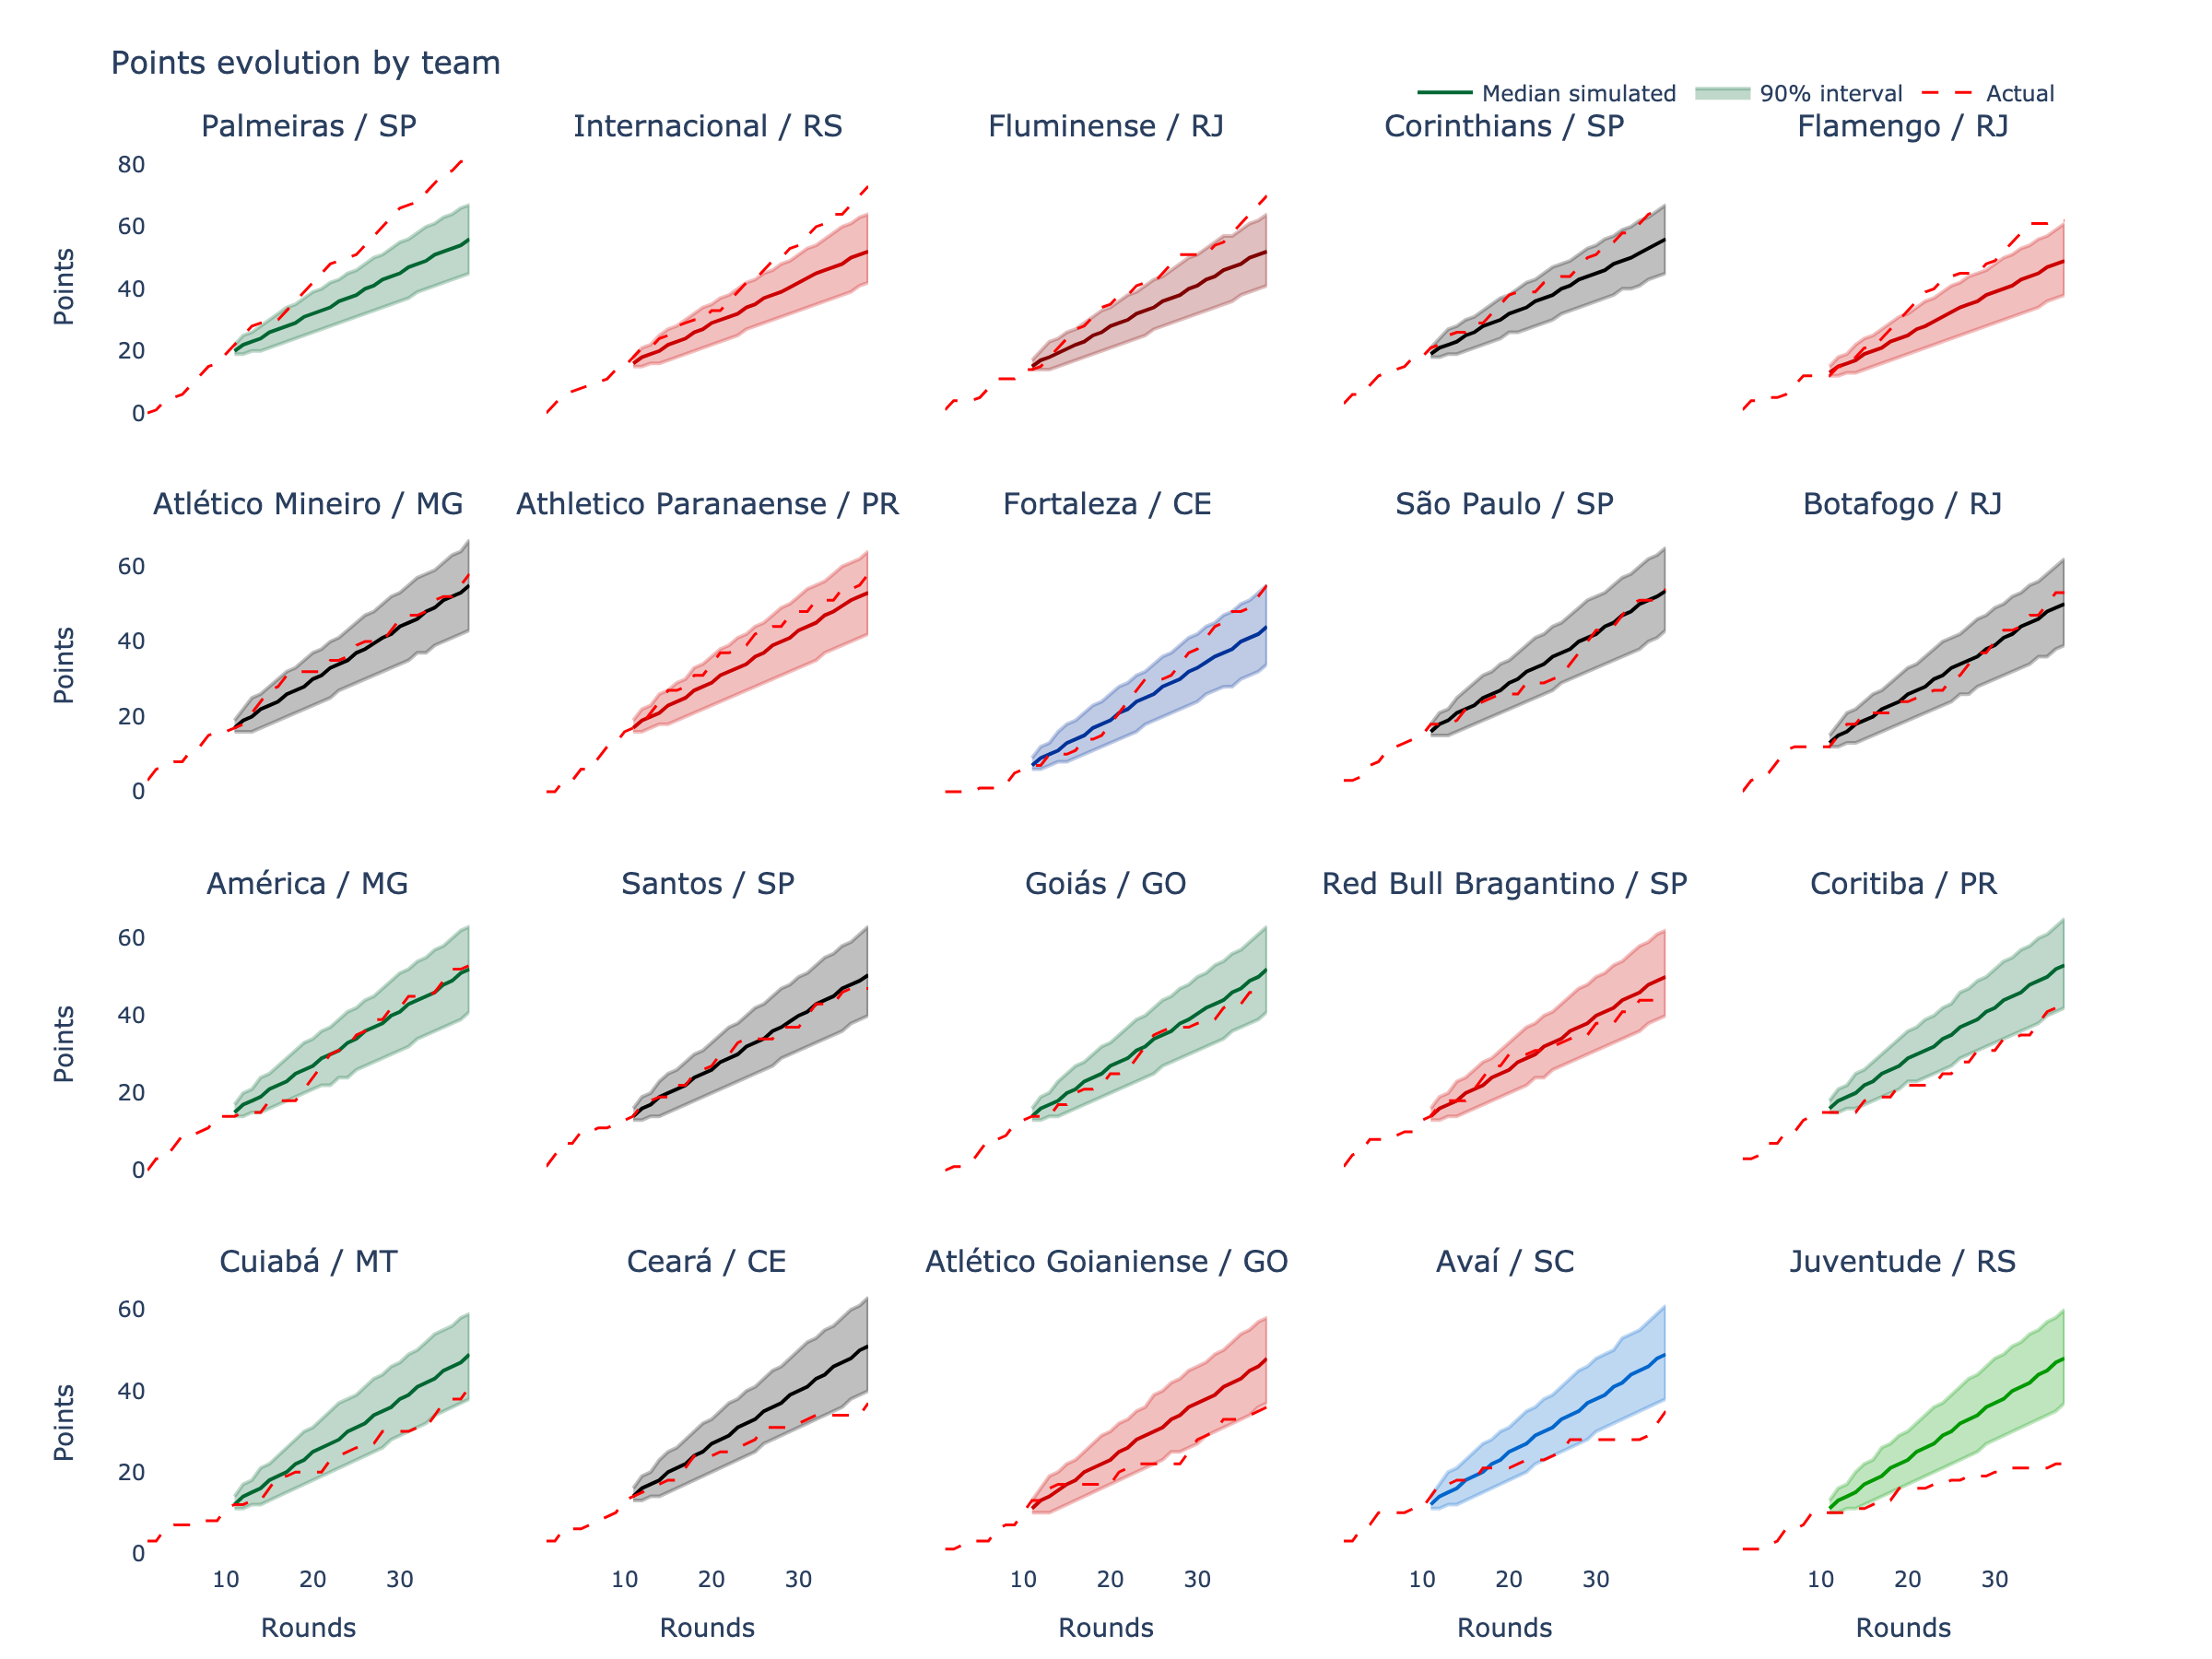 Points evolution by team
Median simulated 90% interval Actual
Palmeiras / SP Internacional / RS Fluminense / RJ Corinthians / SP Flamengo / RJ
80
60
40
20
0
Points
Atlético Mineiro / MG Athletico Paranaense / PR Fortaleza / CE São Paulo / SP Botafogo / RJ
60
40
20
0
Points
América / MG Santos / SP Goiás / GO Red Bull Bragantino / SP Coritiba / PR
60
40
20
0
Points
Cuiabá / MT Ceará / CE Atlético Goianiense / GO Avaí / SC Juventude / RS
60
40
20
0
Points
10 20 30 10 20 30 10 20 30 10 20 30 10 20 30
Rounds Rounds Rounds Rounds Rounds